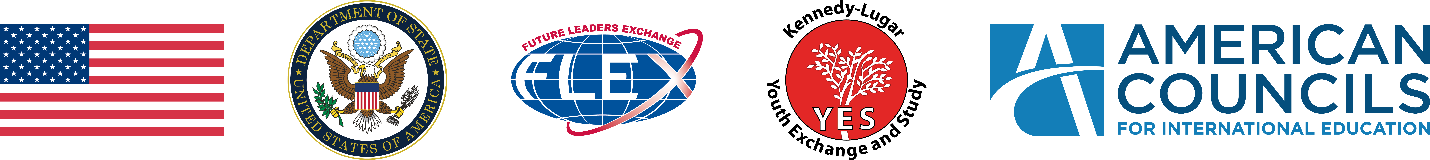 DEPARTMENT OF STATE
UNITED STATES OF AMERICA
FUTURE LEADERS EXCHANGE
FLEX
Kennedy-Lugar
YES
Youth Exchange and Study
AMERICAN
COUNCILS
FOR INTERNATIONAL EDUCATION